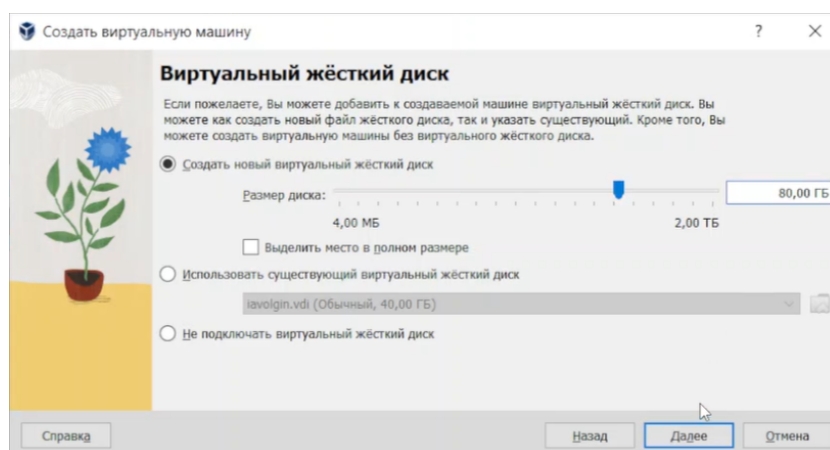 Создать виртуальную машину
?
Виртуальный жёсткий диск
Если пожелаете, Вы можете добавить к создаваемой машине виртуальный жёсткий диск. Вы
можете как создать новый файл жёсткого диска, так и указать существующий. Кроме того, Вы
можете создать виртуальную машины без виртуального жёсткого диска.
Создать новый виртуальный жёсткий диск
Размер диска: 80,00 ГБ
4,00 МБ 2,00 ТБ
Выделить место в полном размере
Использовать существующий виртуальный жёсткий диск
iavolgin.vdi (Обычный, 40,00 ГБ)
Не подключать виртуальный жёсткий диск
Справка Назад Далее Отмена